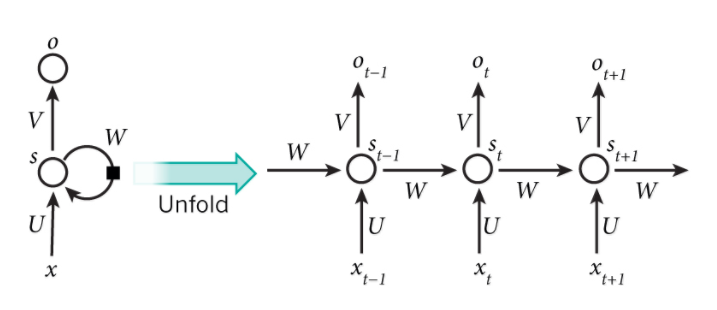 o
V
W
s
U
x
Unfold
o_{t-1} o_t o_{t+1}
V V V
W s_{t-1} s_t s_{t+1}
W W W
U U U
x_{t-1} x_t x_{t+1}